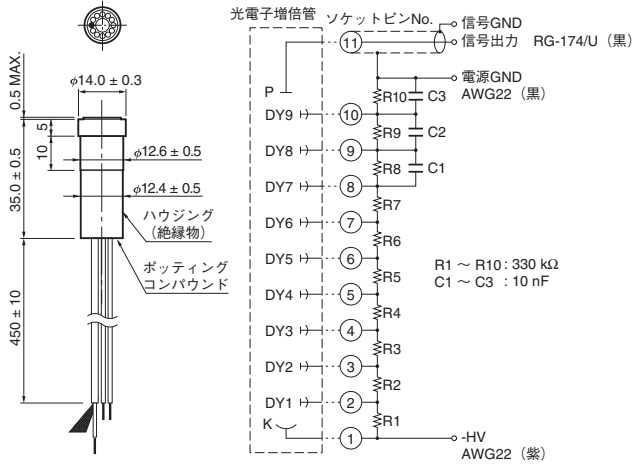 φ14.0 ± 0.3
0.5 MAX.
5
10
35.0 ± 0.5
φ12.6 ± 0.5
φ12.4 ± 0.5
ハウジング
（絶縁物）
ポッティング
コンパウンド
450 ± 10
光電子増倍管
ソケットピンNo.
信号GND
11
信号出力 RG-174/U（黒）
電源GND
AWG22（黒）
P
R10
C3
DY9
10
R9
C2
DY8
9
R8
C1
DY7
8
R7
DY6
7
R6
DY5
6
R5
DY4
5
R4
DY3
4
R3
DY2
3
R2
DY1
2
R1
K
1
-HV
AWG22（紫）
R1 ～ R10 : 330 kΩ
C1 ～ C3 : 10 nF